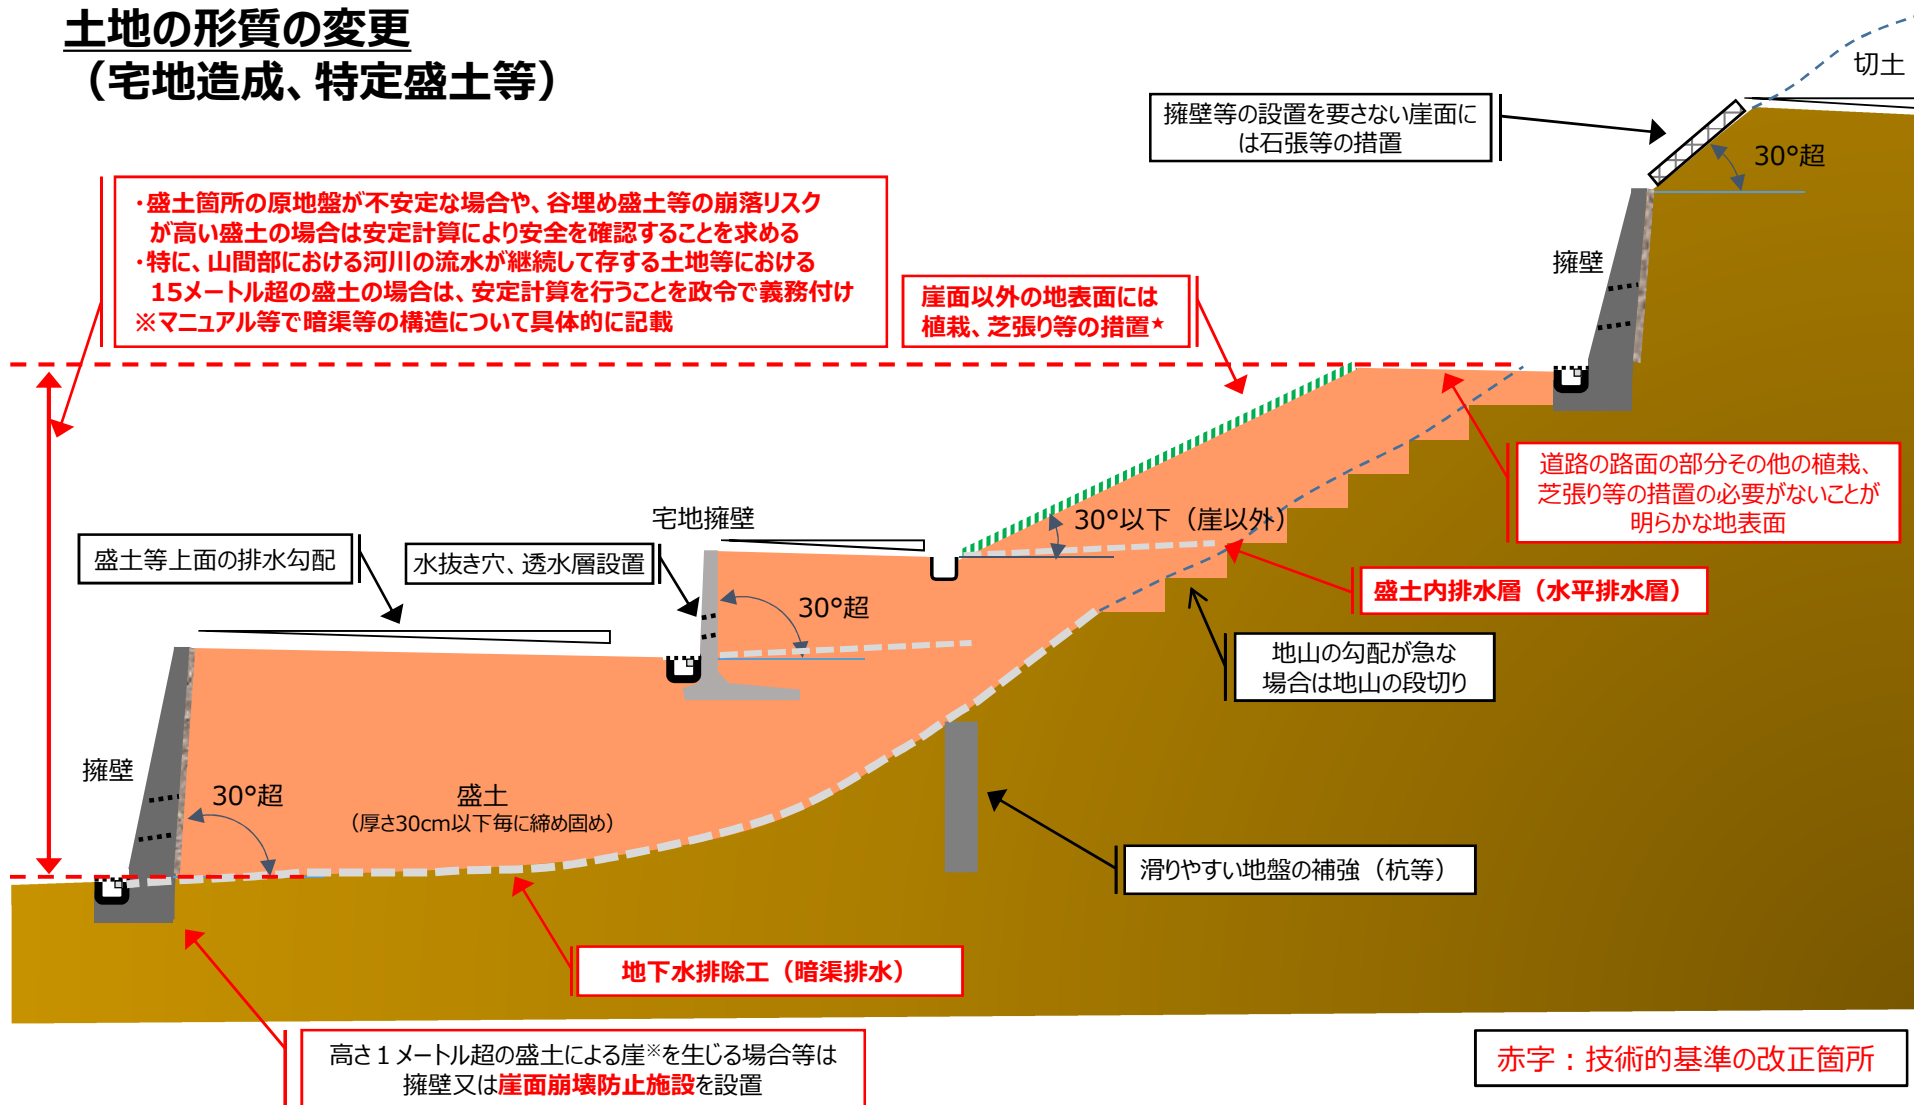 土地の形質の変更
（宅地造成、特定盛土等）
切土
擁壁等の設置を要さない崖面に
は石張等の措置
30°超
・盛土箇所の原地盤が不安定な場合や、谷埋め盛土等の崩落リスク
が高い盛土の場合は安定計算により安全を確認することを求める
・特に、山間部における河川の流水が継続して存する土地等における
15メートル超の盛土の場合は、安定計算を行うことを政令で義務付け
※マニュアル等で暗渠等の構造について具体的に記載
擁壁
崖面以外の地表面には
植栽、芝張り等の措置★
道路の路面の部分その他の植栽、
芝張り等の措置の必要がないことが
明らかな地表面
宅地擁壁
30°以下（崖以外）
盛土等上面の排水勾配
水抜き穴、透水層設置
盛土内排水層（水平排水層）
30°超
地山の勾配が急な
場合は地山の段切り
擁壁
30°超
盛土
（厚さ30cm以下毎に締め固め）
滑りやすい地盤の補強（杭等）
地下水排除工（暗渠排水）
高さ１メートル超の盛土による崖※を生じる場合等は
擁壁又は崖面崩壊防止施設を設置
赤字：技術的基準の改正箇所